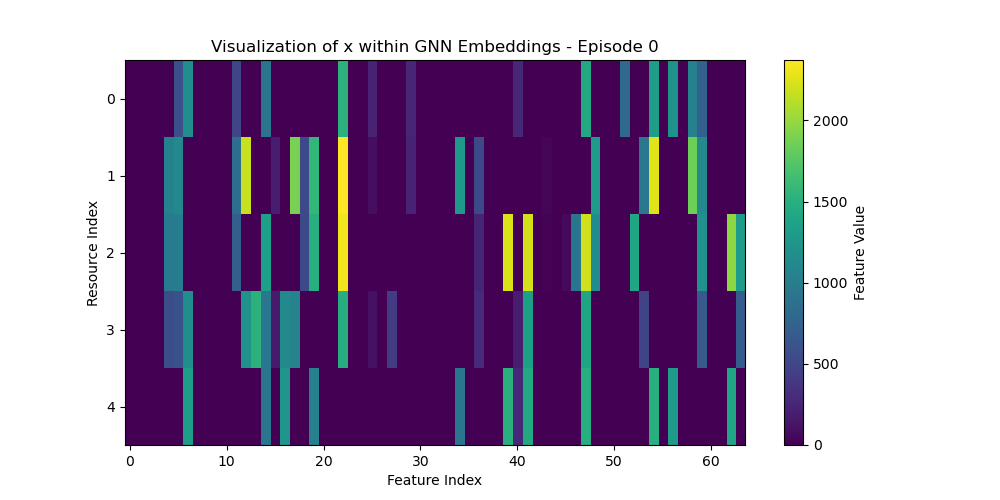 Visualization of x within GNN Embeddings - Episode 0
Resource Index
0
1
2
3
4
0 10 20 30 40 50 60
Feature Index
2000
1500
1000
500
0
Feature Value